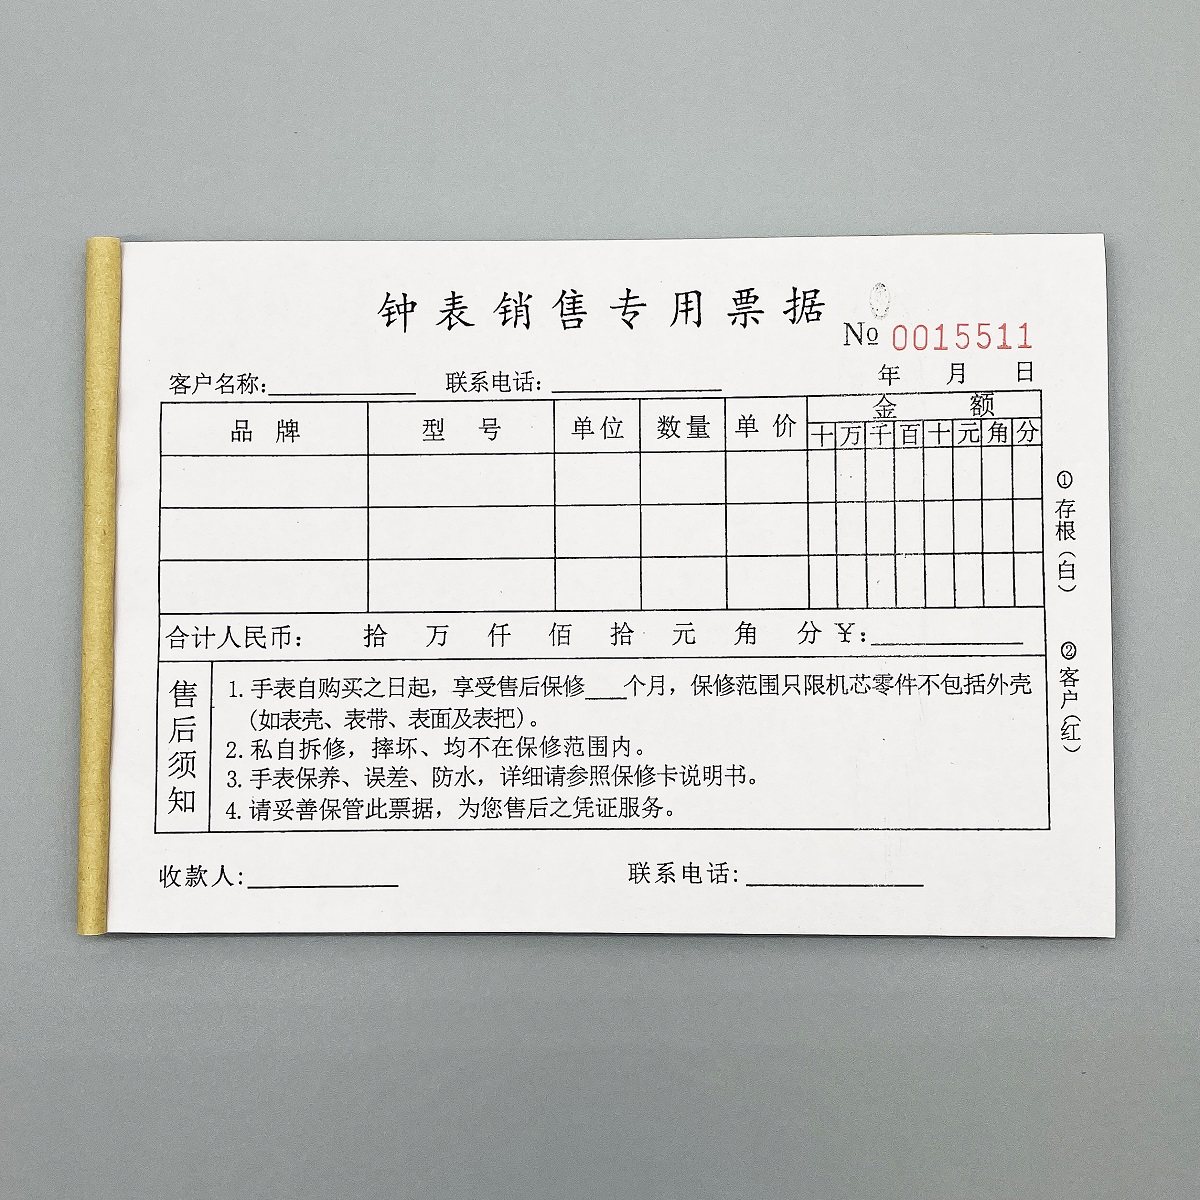 钟表销售专用票据
№ 0015511
客户名称:________ 联系电话:________ 年 月 日
品牌 型号 单位 数量 单价 金额
十 万 千 百 十 元 角 分
合计人民币: 拾 万 仟 佰 拾 元 角 分 ¥:________
售后须知
1.手表自购买之日起，享受售后保修___个月，保修范围只限机芯零件不包括外壳
(如表壳、表带、表面及表把)。
2.私自拆修，摔坏、均不在保修范围内。
3.手表保养、误差、防水，详细请参照保修卡说明书。
4.请妥善保管此票据，为您售后之凭证服务。
收款人:________ 联系电话:________
①存根(白)
②客户(红)